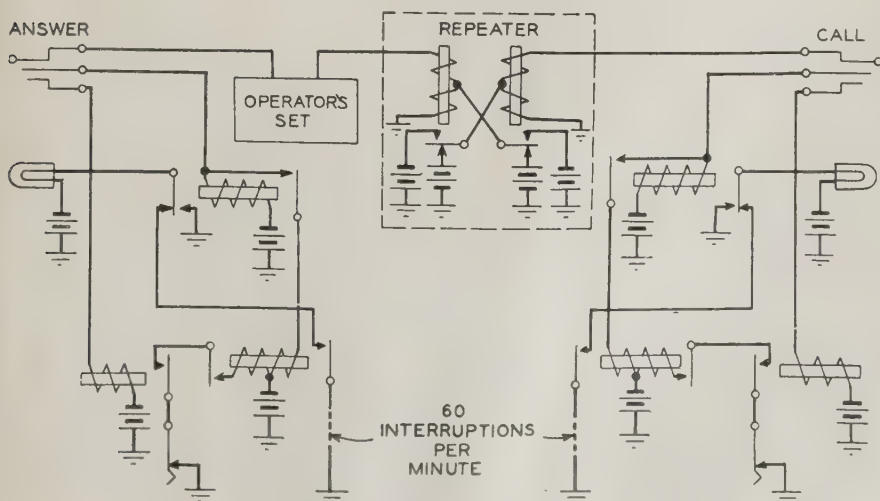 ANSWER
REPEATER
CALL
OPERATOR'S
SET
60
INTERRUPTIONS
PER
MINUTE